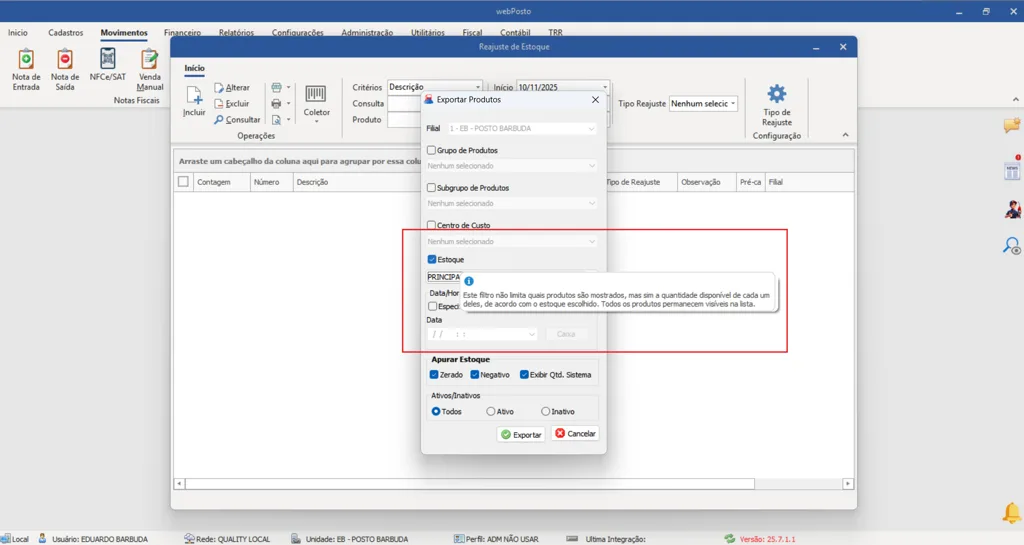 webPosto
Início Cadastros Movimentos Financeiro Relatórios Configurações Administração Utilitários Fiscal Contábil TRR
Nota de Entrada
Nota de Saída
NFCe/SAT
Venda Manual
Notas Fiscais
Reajuste de Estoque
Início
Incluir
Alterar
Excluir
Consultar
Operações
Coletor
Critérios Descrição
Consulta
Produto
Início 10/11/2025
Tipo Reajuste Nenhum selecic
Tipo de Reajuste
Configuração
Arraste um cabeçalho da coluna aqui para agrupar por essa colu
Contagem Número Descrição Tipo de Reajuste Observação Pré-ca Filial
Exportar Produtos
Filial 1 - EB - POSTO BARBUDA
Grupo de Produtos
Nenhum selecionado
Subgrupo de Produtos
Nenhum selecionado
Centro de Custo
Nenhum selecionado
Estoque
PRINCIPA
Este filtro não limita quais produtos são mostrados, mas sim a quantidade disponível de cada um
deles, de acordo com o estoque escolhido. Todos os produtos permanecem visíveis na lista.
Data/Hor
Especi
Data
/ / : :
Caixa
Apurar Estoque
Zerado Negativo Exibir Qtd. Sistema
Ativos/Inativos
Todos Ativo Inativo
Exportar Cancelar
Local Usuário: EDUARDO BARBUDA Rede: QUALITY LOCAL Unidade: EB - POSTO BARBUDA Perfil: ADM NÃO USAR Ultima Integração: Versão: 25.7.1.1